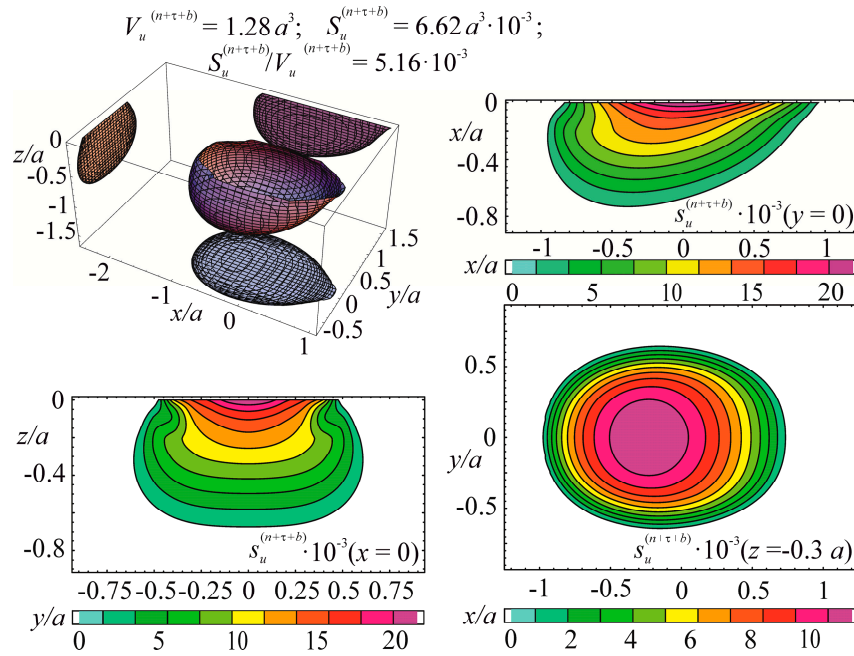 V_u^(n+τ+b) = 1.28 a³; S_u^(n+τ+b) = 6.62 a³·10⁻³;
S_u^(n+τ+b)/V_u^(n+τ+b) = 5.16·10⁻³
z/a
0
-0.5
-1
-1.5
-2 -1 0 1
x/a
1.5
1
0.5
0
-0.5
y/a
x/a
0
-0.4
-0.8
s_u^(n+τ+b) ·10⁻³(y = 0)
-1 -0.5 0 0.5 1
x/a
0 5 10 15 20
z/a
0
-0.4
-0.8
s_u^(n+τ+b) ·10⁻³(x = 0)
-0.75 -0.25 0 0.25 0.75
y/a
0 5 10 15 20
0.5
0
y/a
-0.5
s_u^(n+τ+b) ·10⁻³(z =-0.3 a)
-1 -0.5 0 0.5 1
x/a
0 2 4 6 8 10